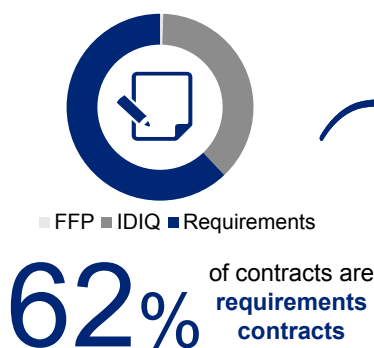 FFP IDIQ Requirements
62% of contracts are
requirements
contracts